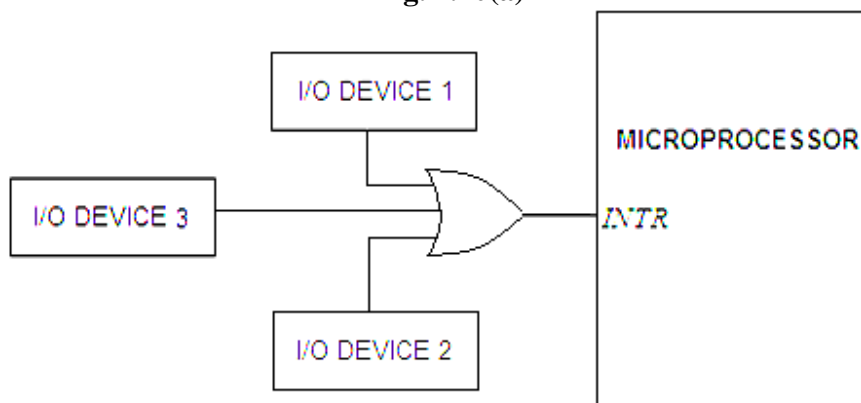 I/O DEVICE 1
MICROPROCESSOR
I/O DEVICE 3
INTR
I/O DEVICE 2